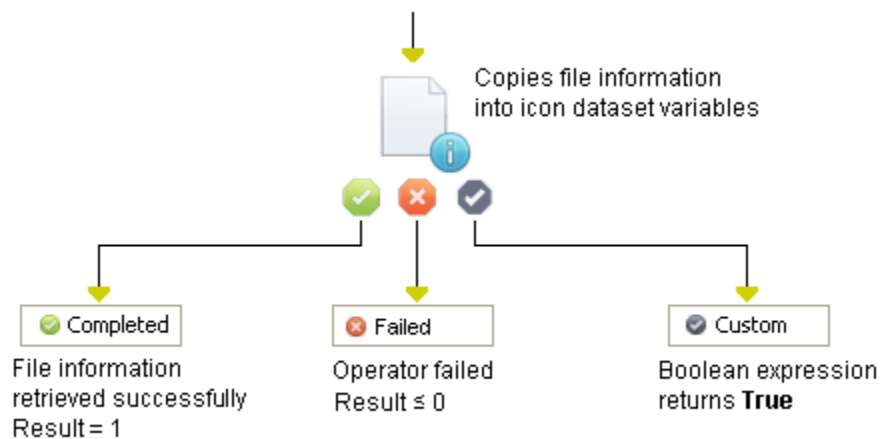 Copies file information
into icon dataset variables
Completed
Failed
Custom
File information
retrieved successfully
Result = 1
Operator failed
Result ≤ 0
Boolean expression
returns True